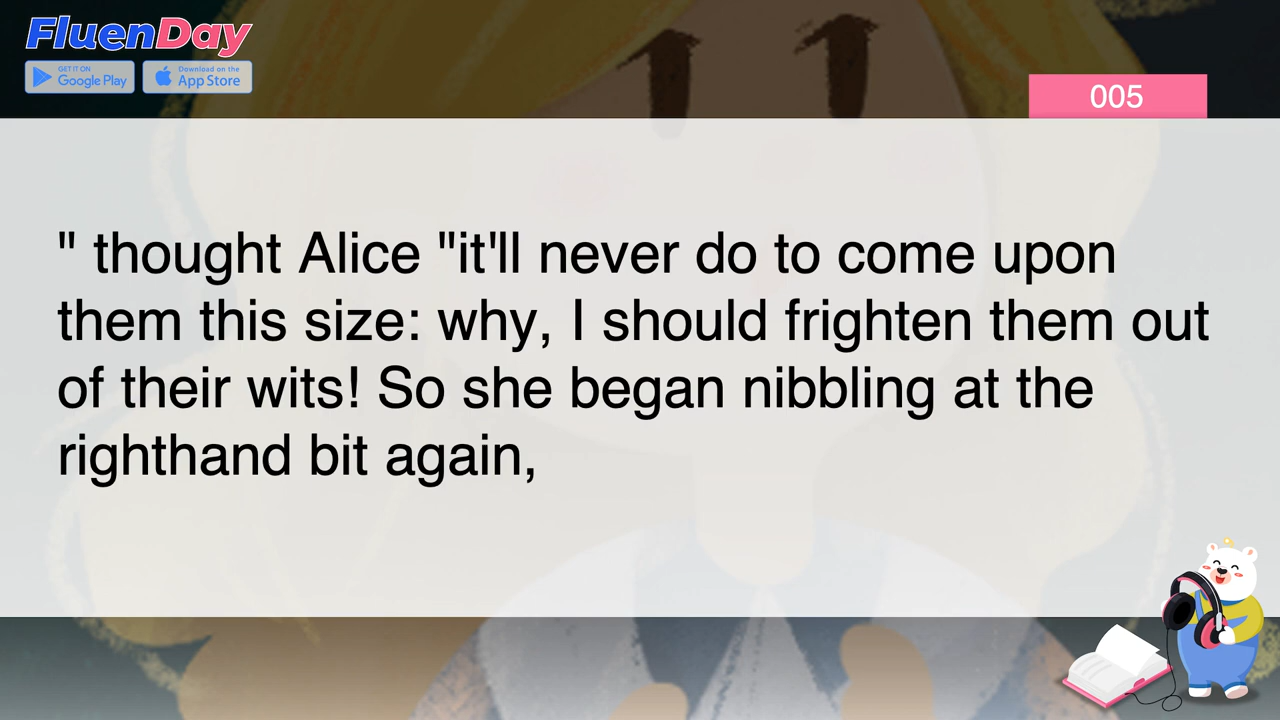 FluenDay
GET IT ON
Google Play
Download on the
App Store
005
" thought Alice "it'll never do to come upon
them this size: why, I should frighten them out
of their wits! So she began nibbling at the
righthand bit again,